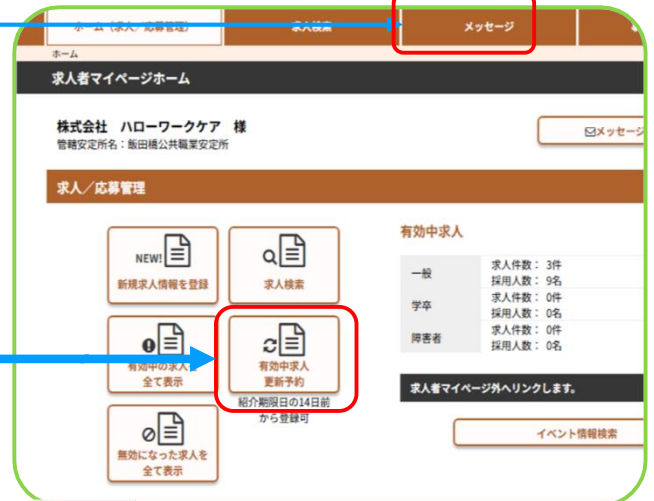 ホーム（求人／応募管理）
求人検索
メッセージ
ホーム
求人者マイページホーム
株式会社　ハローワークケア　様
管轄安定所名：飯田橋公共職業安定所
メッセージ
求人／応募管理
NEW!
新規求人情報を登録
求人検索
有効中の求人を
全て表示
有効中求人
更新予約
紹介期限日の14日前
から登録可
無効になった求人を
全て表示
有効中求人
一般
求人件数： 3件
採用人数： 9名
学卒
求人件数： 0件
採用人数： 0名
障害者
求人件数： 0件
採用人数： 0名
求人者マイページ外へリンクします。
イベント情報検索